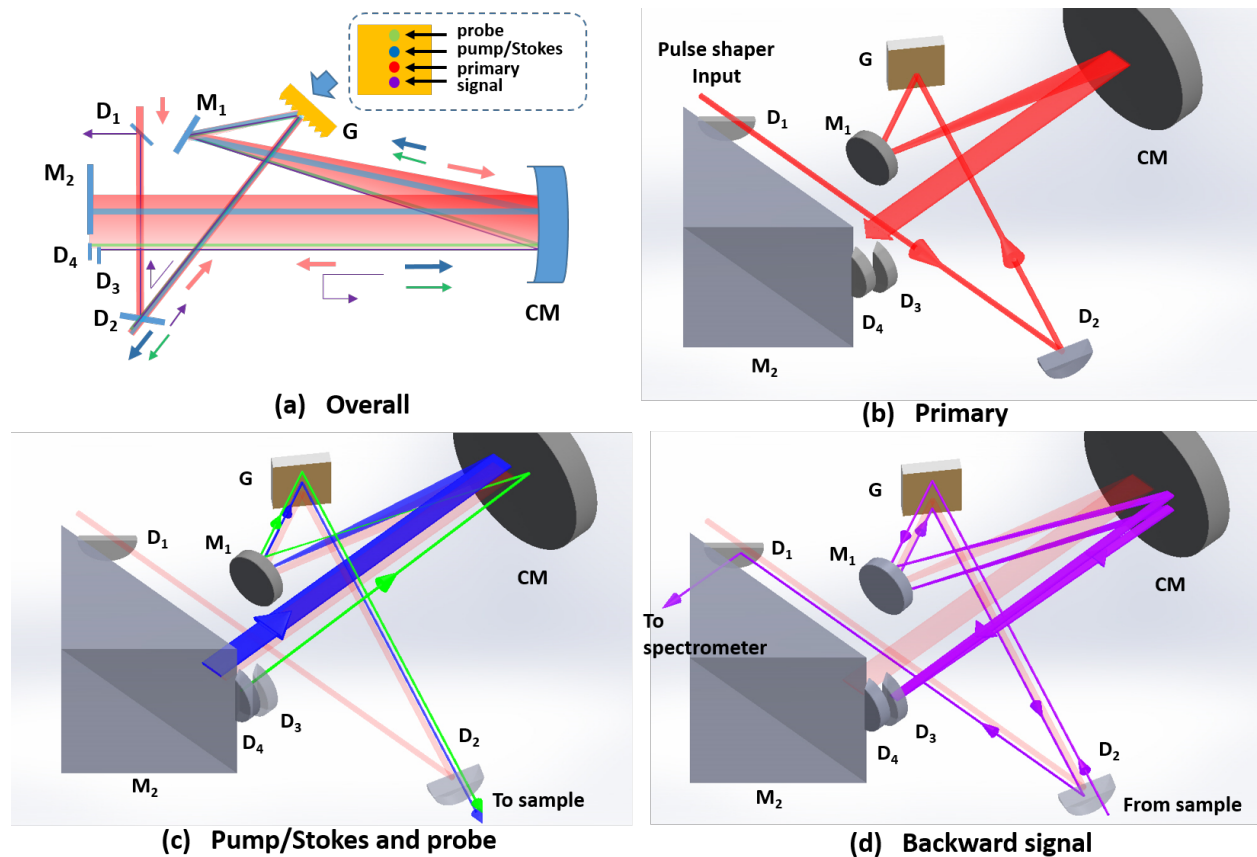 probe
pump/Stokes
primary
signal
D1
M1
G
M2
D4
D3
D2
CM
(a) Overall
Pulse shaper
Input
G
D1
M1
CM
D3
D4
D2
M2
(b) Primary
G
D1
M1
CM
D3
D4
D2
M2
To sample
(c) Pump/Stokes and probe
G
D1
M1
CM
To
spectrometer
D3
D4
D2
M2
From sample
(d) Backward signal